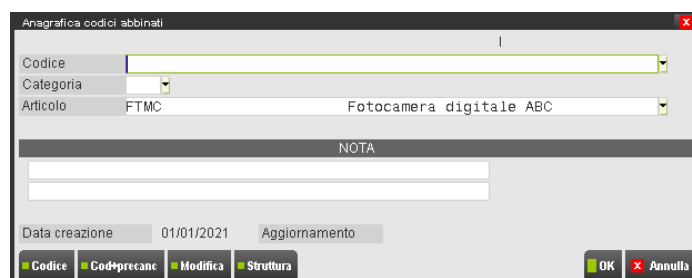 Anagrafica codici abbinati
Codice
Categoria
Articolo FTMC Fotocamera digitale ABC
NOTA
Data creazione 01/01/2021 Aggiornamento
Codice Cod+precanc Modifica Struttura OK Annulla